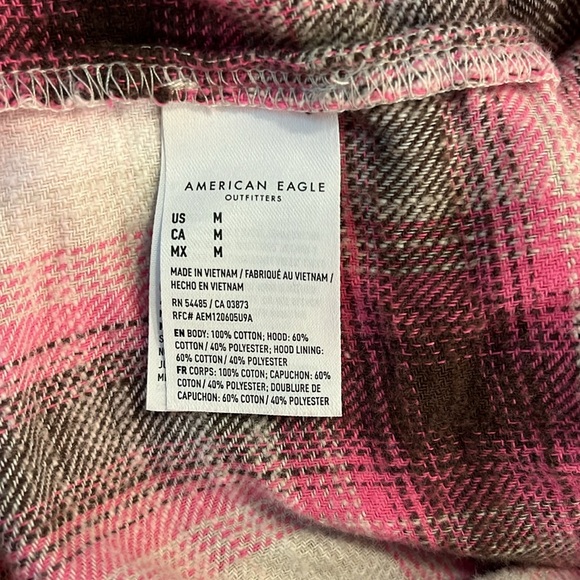 AMERICAN EAGLE
OUTFITTERS
US M
CA M
MX M
MADE IN VIETNAM / FABRIQUÉ AU VIETNAM /
HECHO EN VIETNAM
RN 54485 / CA 03873
RFC# AEM120605U9A
EN BODY: 100% COTTON; HOOD: 60%
COTTON / 40% POLYESTER; HOOD LINING:
60% COTTON / 40% POLYESTER
FR CORPS: 100% COTON; CAPUCHON: 60%
COTON / 40% POLYESTER; DOUBLURE DE
CAPUCHON: 60% COTON / 40% POLYESTER